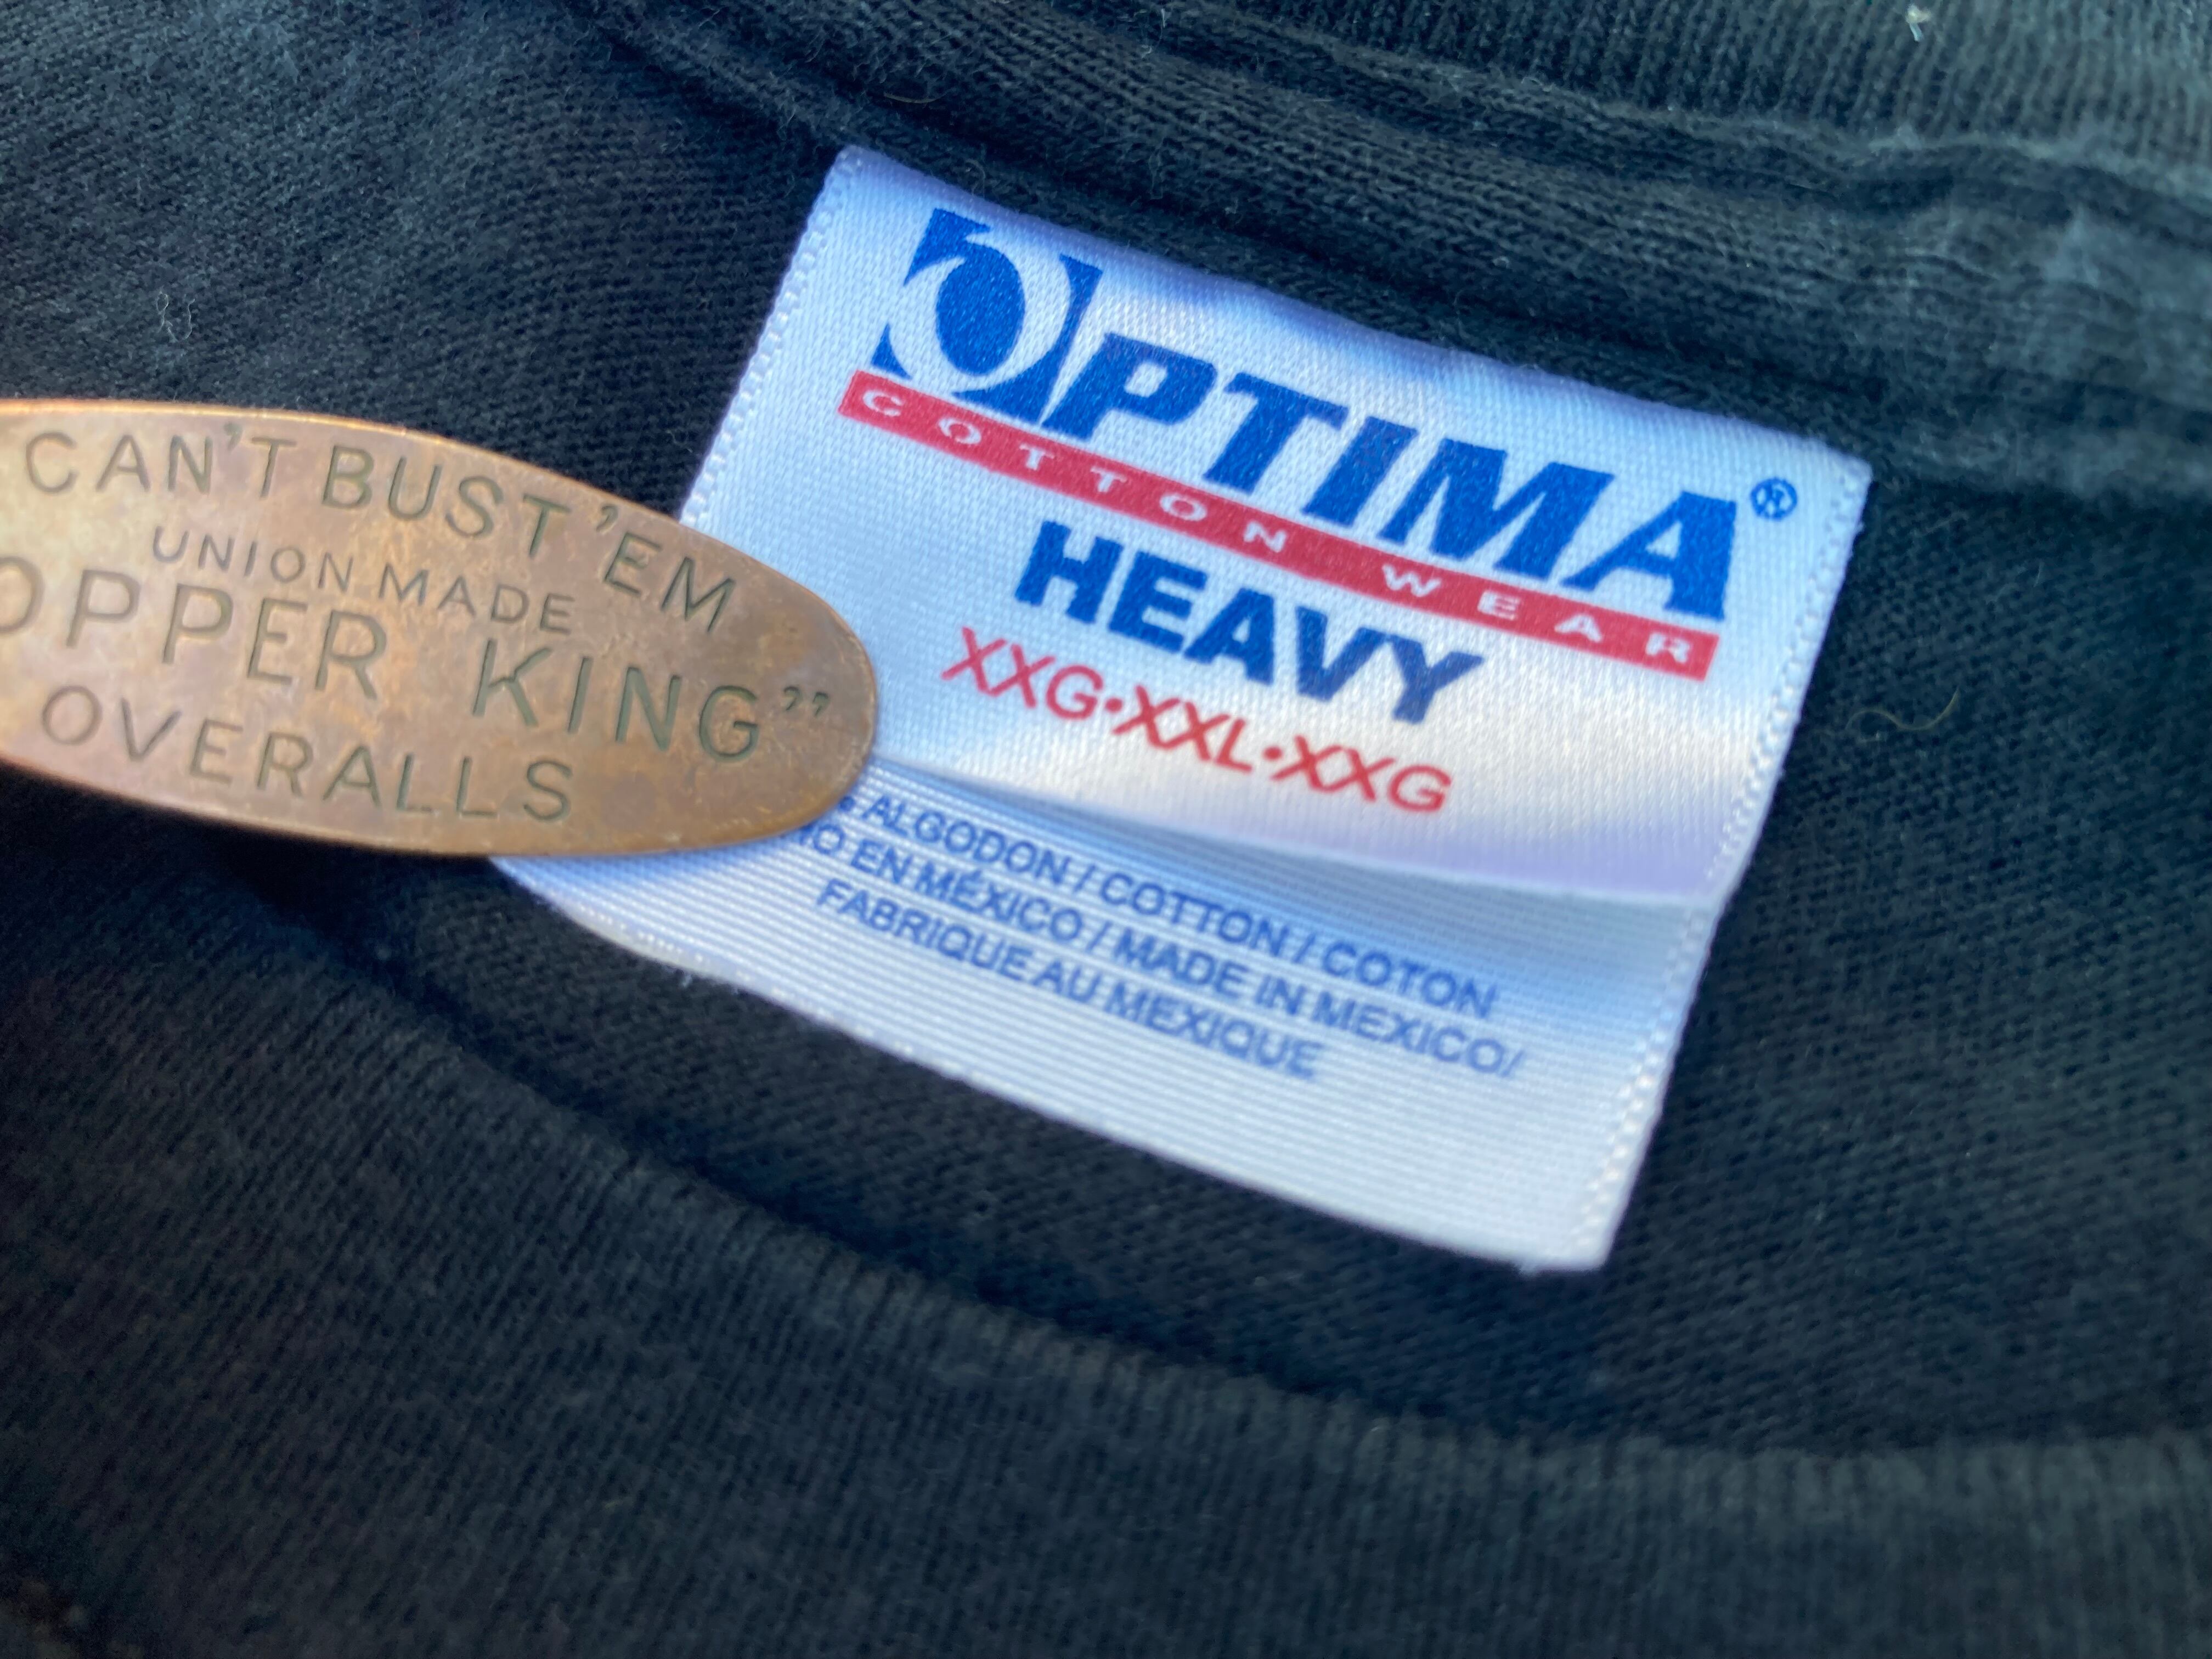 CAN'T BUST 'EM
UNION MADE
OPPER KING”
OVERALLS
OPTIMA®
COTTON WEAR
HEAVY
XXG•XXL•XXG
ALGODON / COTTON / COTON
EN MÉXICO / MADE IN MEXICO/
FABRIQUE AU MEXIQUE